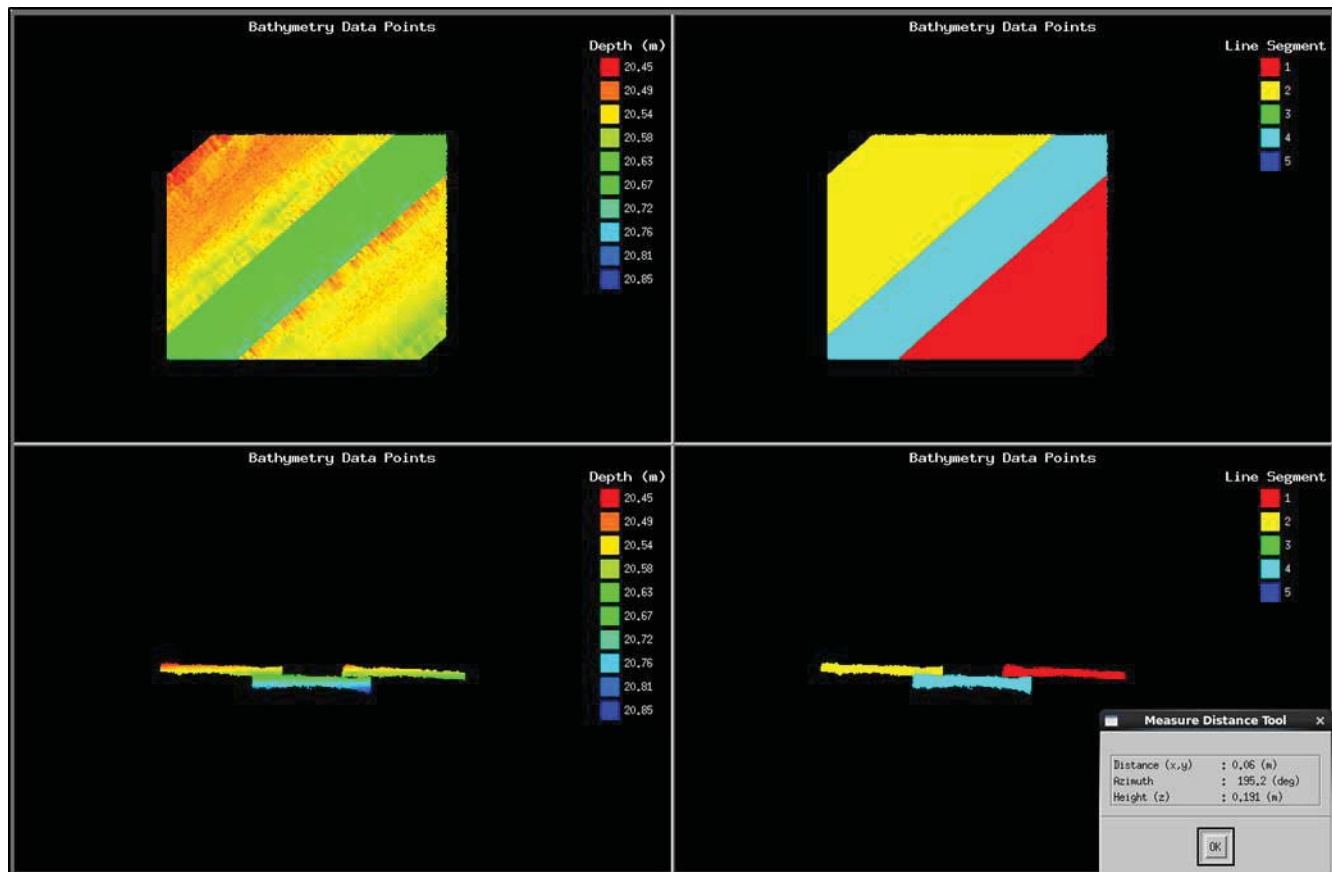 Bathymetry Data Points
Depth (m)
20.45
20.49
20.54
20.58
20.63
20.67
20.72
20.76
20.81
20.85
Bathymetry Data Points
Line Segment
1
2
3
4
5
Bathymetry Data Points
Depth (m)
20.45
20.49
20.54
20.58
20.63
20.67
20.72
20.76
20.81
20.85
Bathymetry Data Points
Line Segment
1
2
3
4
5
Measure Distance Tool
Distance (x,y) : 0.06 (m)
Azimuth : 195.2 (deg)
Height (z) : 0.191 (m)
OK